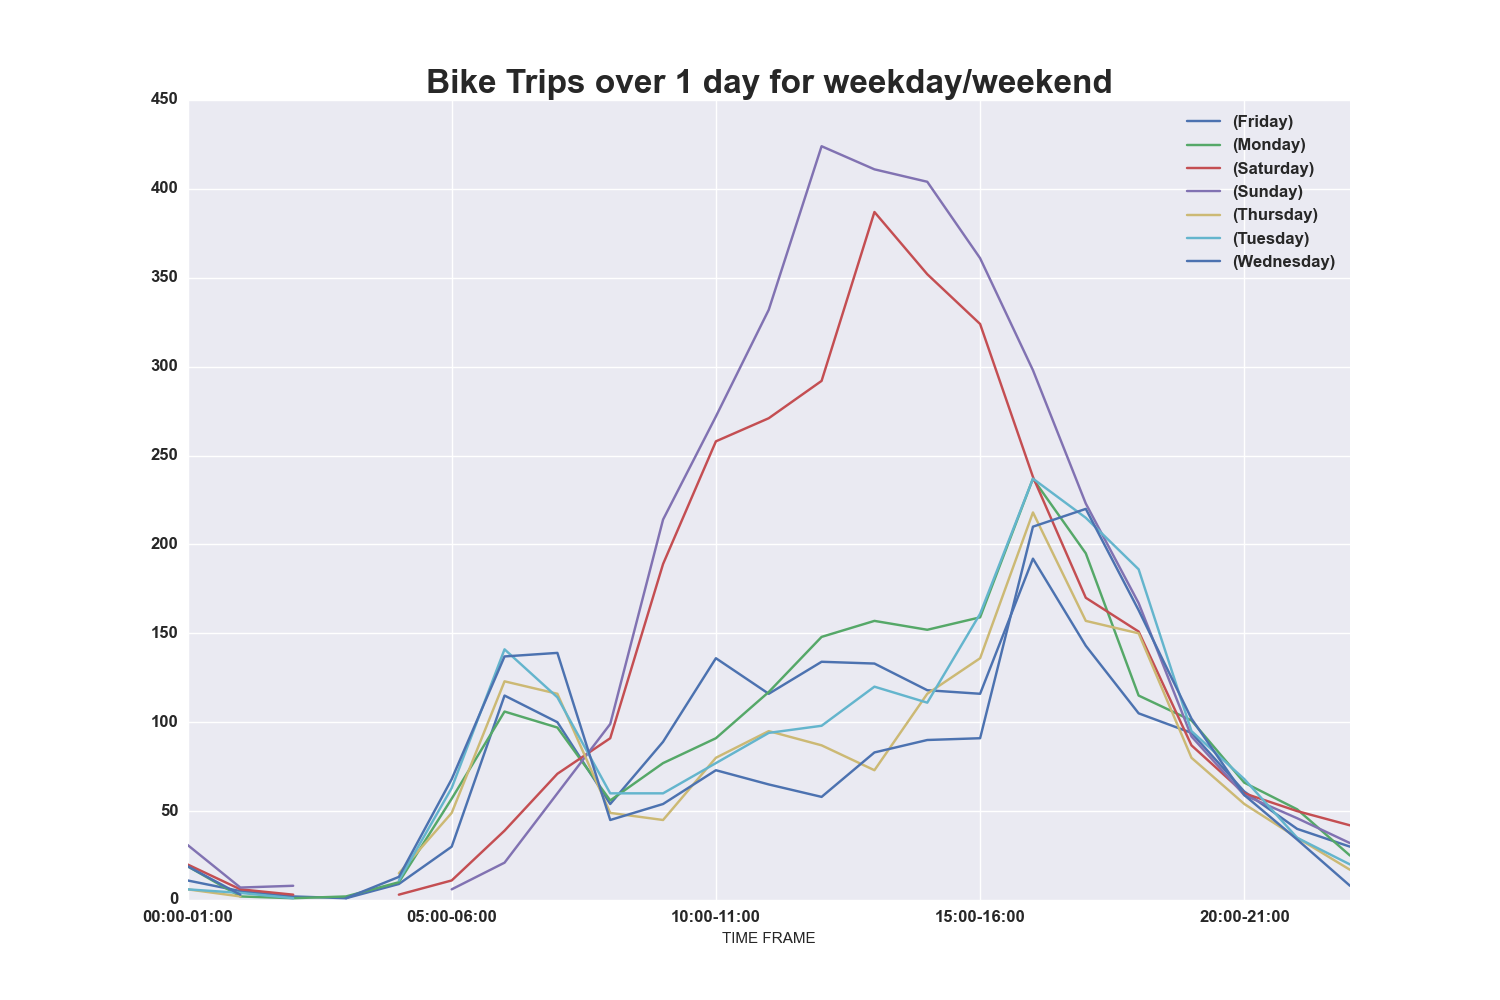 Bike Trips over 1 day for weekday/weekend
450
400
350
300
250
200
150
100
50
0
(Friday)
(Monday)
(Saturday)
(Sunday)
(Thursday)
(Tuesday)
(Wednesday)
00:00-01:00 05:00-06:00 10:00-11:00 15:00-16:00 20:00-21:00
TIME FRAME